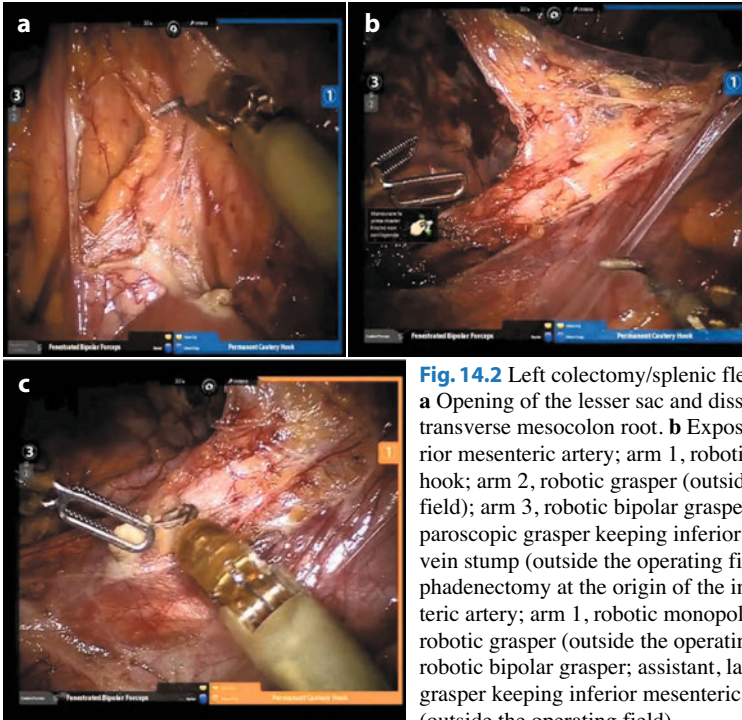 a
30°
3
2
1
Fenestrated Bipolar Forceps
Permanent Cautery Hook
b
30°
3
2
1
Fenestrated Bipolar Forceps
Permanent Cautery Hook
c
30°
3
1
Fenestrated Bipolar Forceps
Permanent Cautery Hook
Fig. 14.2 Left colectomy/splenic fle
a Opening of the lesser sac and diss
transverse mesocolon root. b Expos
rior mesenteric artery; arm 1, roboti
hook; arm 2, robotic grasper (outsid
field); arm 3, robotic bipolar graspe
paroscopic grasper keeping inferior
vein stump (outside the operating fi
phadenectomy at the origin of the in
teric artery; arm 1, robotic monopol
robotic grasper (outside the operatin
robotic bipolar grasper; assistant, la
grasper keeping inferior mesenteric
(outside the operating field)